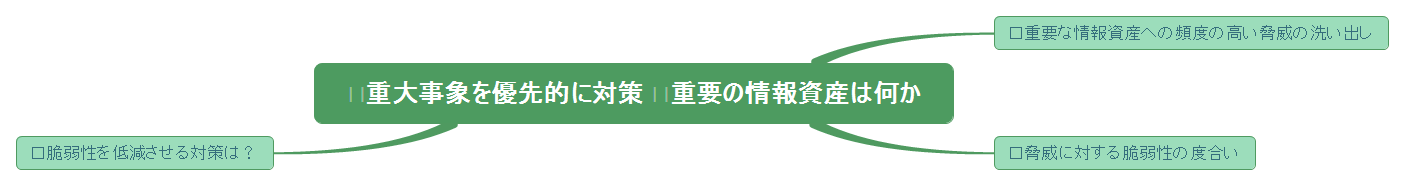 □重要な情報資産への頻度の高い脅威の洗い出し
□□重大事象を優先的に対策 □□重要の情報資産は何か
□脆弱性を低減させる対策は？
□脅威に対する脆弱性の度合い